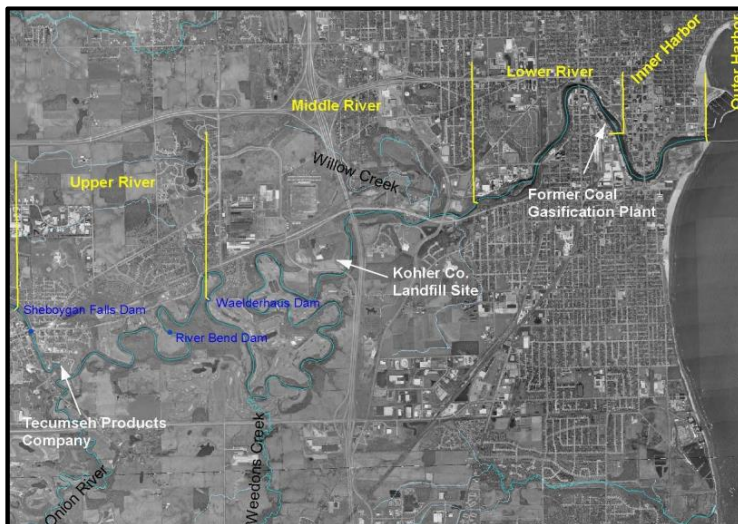 Outer Harbor
Inner Harbor
Lower River
Middle River
Willow Creek
Upper River
Former Coal
Gasification Plant
Kohler Co.
Landfill Site
Sheboygan Falls Dam
Waelderhaus Dam
River Bend Dam
Tecumseh Products
Company
Weedons Creek
Onion River